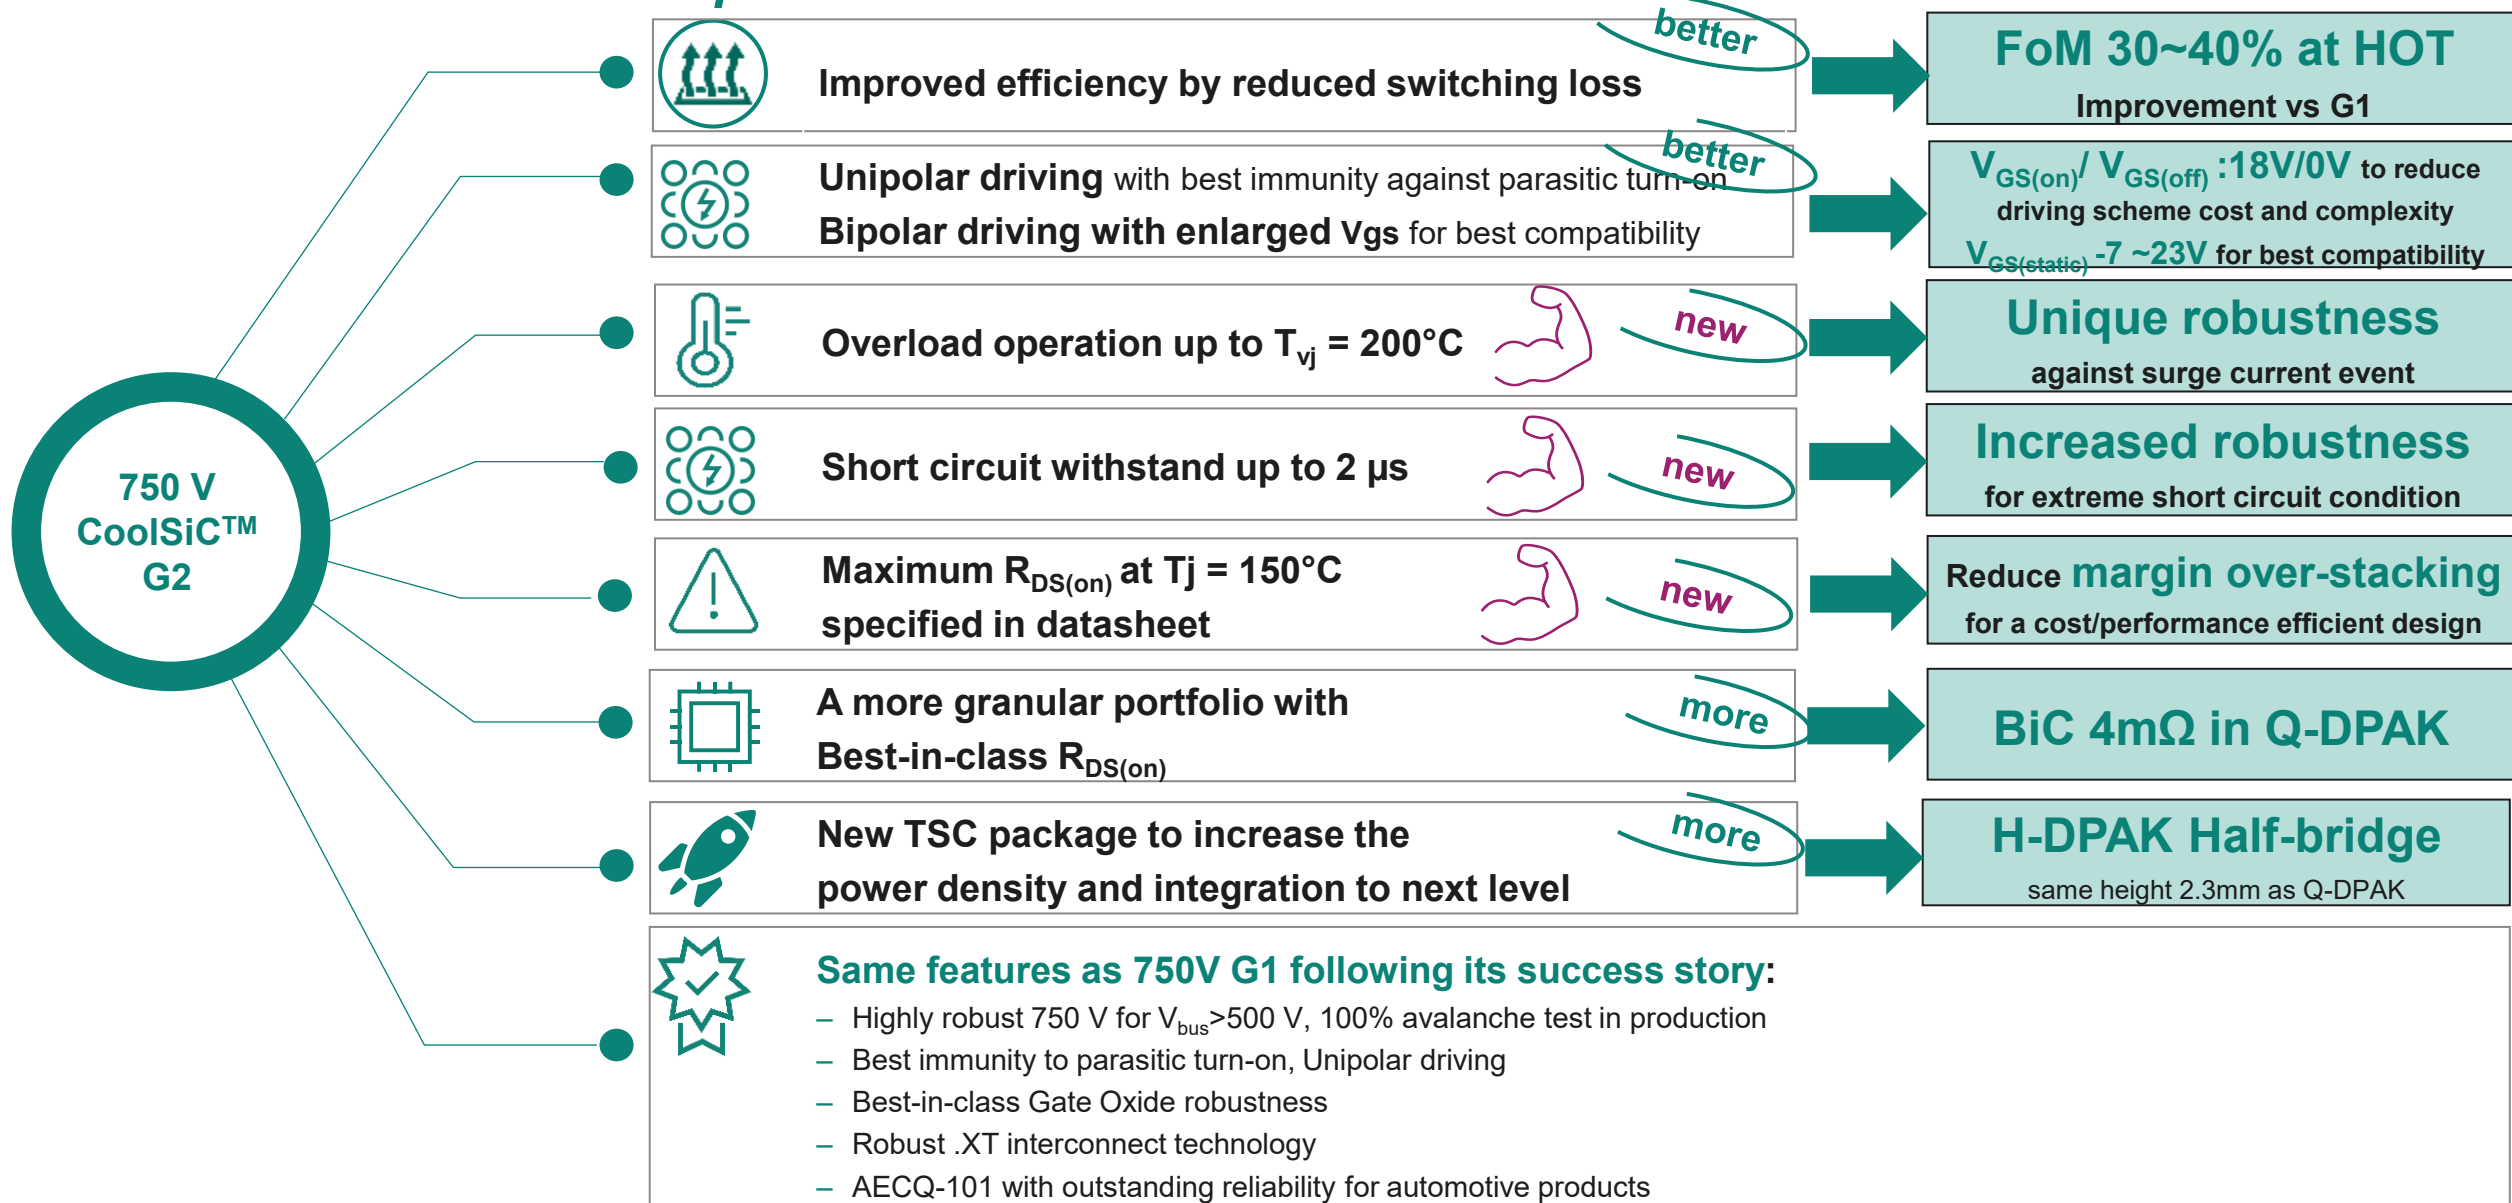 750 V
CoolSiC™
G2
Improved efficiency by reduced switching loss
better
FoM 30~40% at HOT
Improvement vs G1
Unipolar driving with best immunity against parasitic turn-on
Bipolar driving with enlarged Vgs for best compatibility
better
VGS(on)/ VGS(off) :18V/0V to reduce
driving scheme cost and complexity
VGS(static) -7 ~23V for best compatibility
Overload operation up to Tvj = 200°C
new
Unique robustness
against surge current event
Short circuit withstand up to 2 µs
new
Increased robustness
for extreme short circuit condition
Maximum RDS(on) at Tj = 150°C
specified in datasheet
new
Reduce margin over-stacking
for a cost/performance efficient design
A more granular portfolio with
Best-in-class RDS(on)
more
BiC 4mΩ in Q-DPAK
New TSC package to increase the
power density and integration to next level
more
H-DPAK Half-bridge
same height 2.3mm as Q-DPAK
Same features as 750V G1 following its success story:
– Highly robust 750 V for Vbus>500 V, 100% avalanche test in production
– Best immunity to parasitic turn-on, Unipolar driving
– Best-in-class Gate Oxide robustness
– Robust .XT interconnect technology
– AECQ-101 with outstanding reliability for automotive products